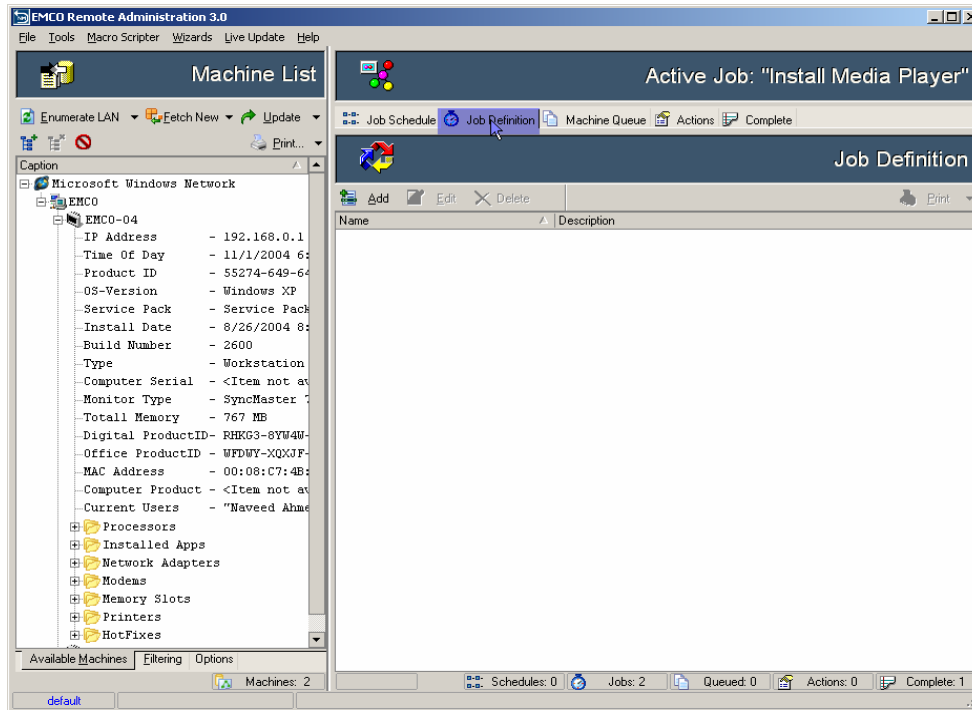 EMCO Remote Administration 3.0
File Tools Macro Scripter Wizards Live Update Help
Machine List
Active Job: "Install Media Player"
Enumerate LAN Fetch New Update
Job Schedule Job Definition Machine Queue Actions Complete
Print...
Job Definition
Caption
Add Edit Delete Print
Name Description
Microsoft Windows Network
EMCO
EMCO-04
IP Address - 192.168.0.1
Time Of Day - 11/1/2004 6:
Product ID - 55274-649-64
OS-Version - Windows XP
Service Pack - Service Pack
Install Date - 8/26/2004 8:
Build Number - 2600
Type - Workstation
Computer Serial - <Item not av
Monitor Type - SyncMaster 7
Totall Memory - 767 MB
Digital ProductID- RHKG3-8YW4W-
Office ProductID - WFDWY-XQXJF-
MAC Address - 00:08:C7:4B:
Computer Product - <Item not av
Current Users - "Naveed Ahme
Processors
Installed Apps
Network Adapters
Modems
Memory Slots
Printers
HotFixes
Available Machines Filtering Options
Machines: 2
Schedules: 0 Jobs: 2 Queued: 0 Actions: 0 Complete: 1
default